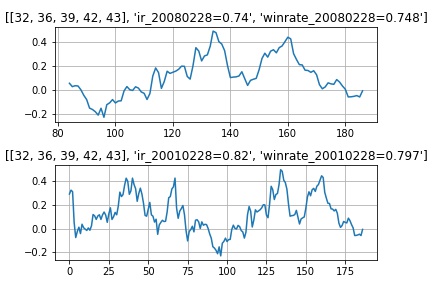 [[32, 36, 39, 42, 43], 'ir_20080228=0.74', 'winrate_20080228=0.748']
0.4
0.2
0.0
−0.2
80 100 120 140 160 180
[[32, 36, 39, 42, 43], 'ir_20010228=0.82', 'winrate_20010228=0.797']
0.4
0.2
0.0
−0.2
0 25 50 75 100 125 150 175